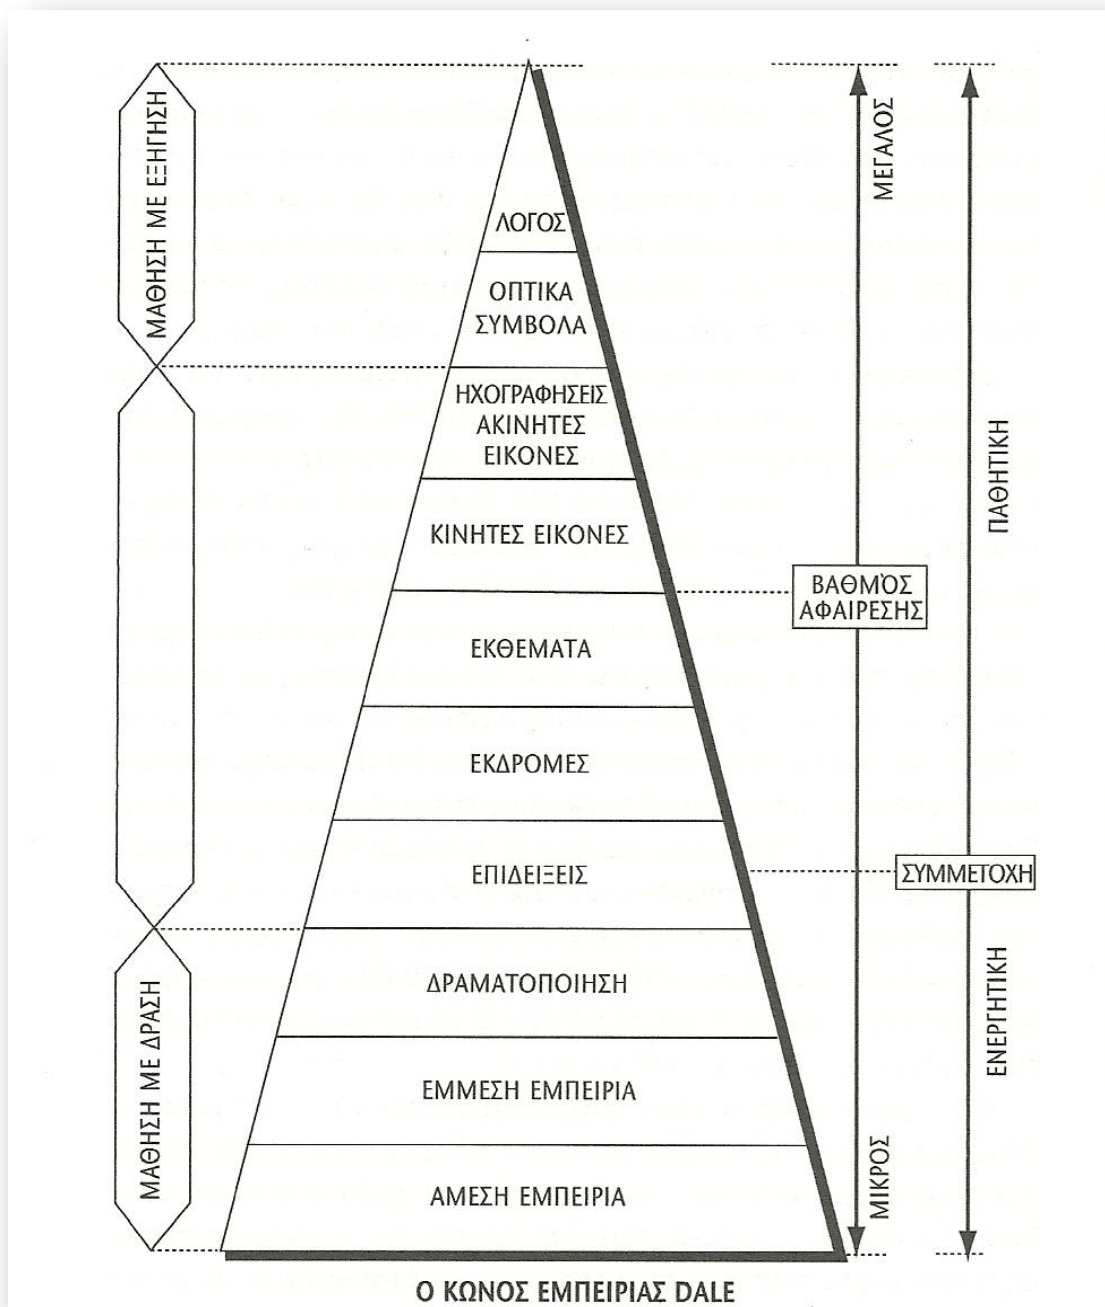 ΜΑΘΗΣΗ ΜΕ ΕΞΗΓΗΣΗ
ΜΑΘΗΣΗ ΜΕ ΔΡΑΣΗ
ΛΟΓΟΣ
ΟΠΤΙΚΑ
ΣΥΜΒΟΛΑ
ΗΧΟΓΡΑΦΗΣΕΙΣ
ΑΚΙΝΗΤΕΣ
ΕΙΚΟΝΕΣ
ΚΙΝΗΤΕΣ ΕΙΚΟΝΕΣ
ΕΚΘΕΜΑΤΑ
ΕΚΔΡΟΜΕΣ
ΕΠΙΔΕΙΞΕΙΣ
ΔΡΑΜΑΤΟΠΟΙΗΣΗ
ΕΜΜΕΣΗ ΕΜΠΕΙΡΙΑ
ΑΜΕΣΗ ΕΜΠΕΙΡΙΑ
ΜΕΓΑΛΟΣ
ΒΑΘΜΌΣ
ΑΦΑΙΡΕΣΗΣ
ΜΙΚΡΟΣ
ΠΑΘΗΤΙΚΗ
ΣΥΜΜΕΤΟΧΗ
ΕΝΕΡΓΗΤΙΚΗ
Ο ΚΩΝΟΣ ΕΜΠΕΙΡΙΑΣ DALE